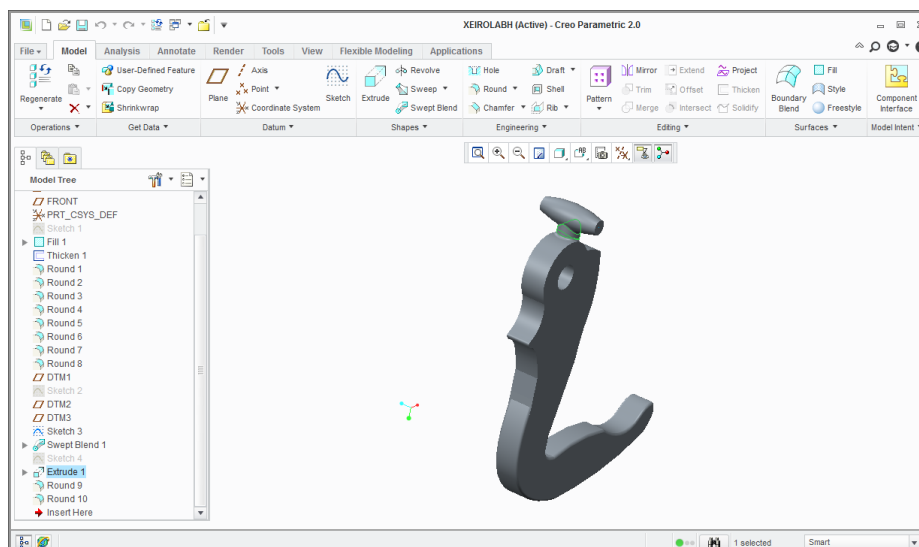 XEIROLABH (Active) - Creo Parametric 2.0
File Model Analysis Annotate Render Tools View Flexible Modeling Applications
Regenerate
User-Defined Feature
Copy Geometry
Shrinkwrap
Plane
Axis
Point
Coordinate System
Sketch
Extrude
Revolve
Sweep
Swept Blend
Hole
Round
Chamfer
Draft
Shell
Rib
Pattern
Mirror
Trim
Merge
Extend
Offset
Intersect
Project
Thicken
Solidify
Boundary
Blend
Fill
Style
Freestyle
Component
Interface
Operations Get Data Datum Shapes Engineering Editing Surfaces Model Intent
Model Tree
FRONT
PRT_CSYS_DEF
Sketch 1
Fill 1
Thicken 1
Round 1
Round 2
Round 3
Round 4
Round 5
Round 6
Round 7
Round 8
DTM1
Sketch 2
DTM2
DTM3
Sketch 3
Swept Blend 1
Sketch 4
Extrude 1
Round 9
Round 10
Insert Here
1 selected
Smart